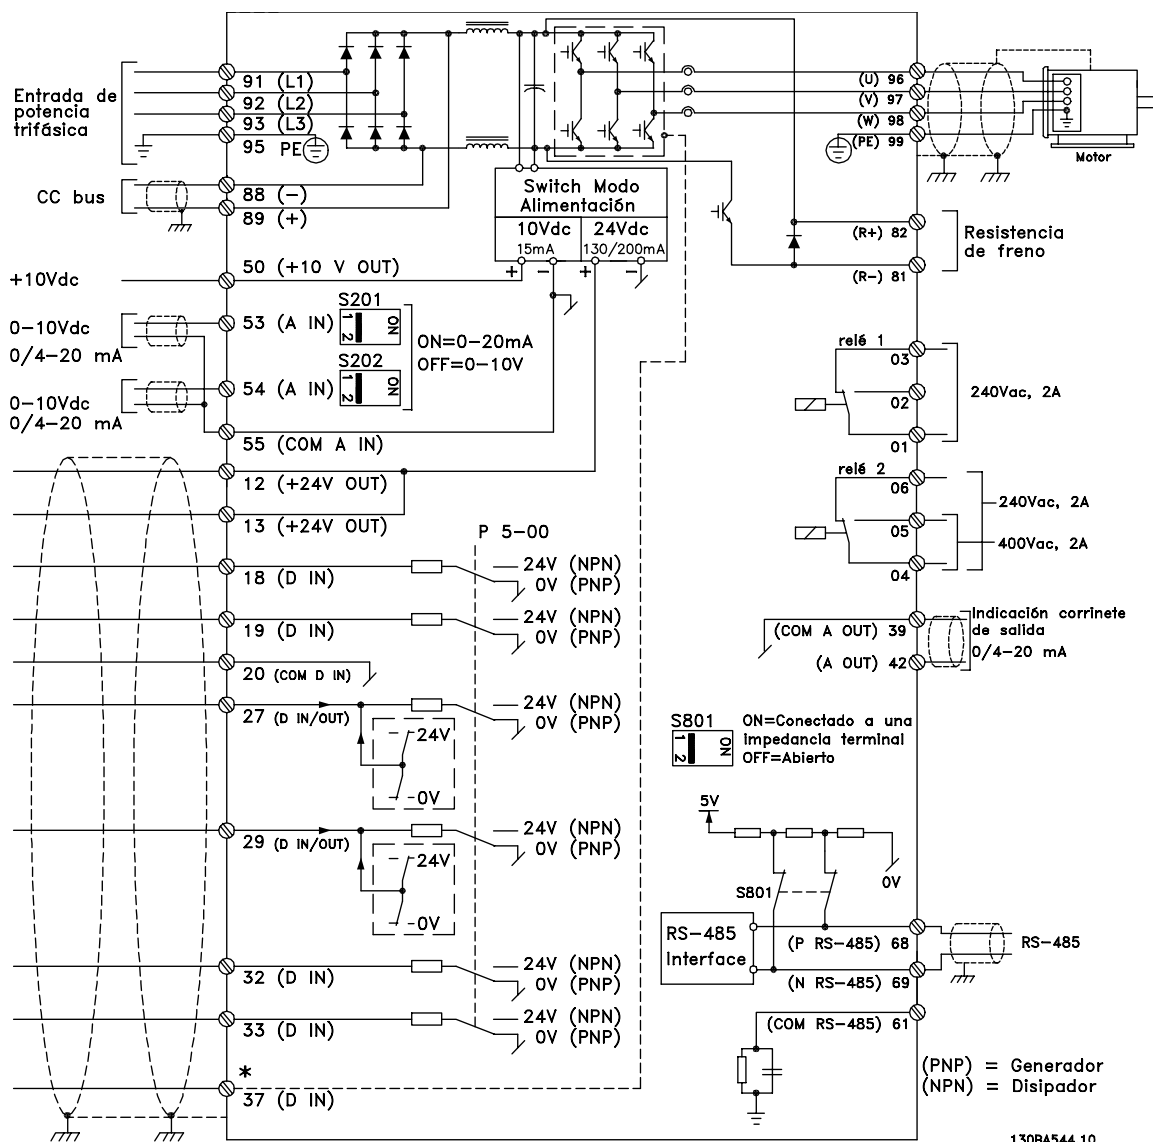 Entrada de
potencia
trifásica
91 (L1)
92 (L2)
93 (L3)
95 PE
CC bus
88 (−)
89 (+)
Switch Modo
Alimentación
10Vdc
15mA
24Vdc
130/200mA
+ − + −
(U) 96
(V) 97
(W) 98
(PE) 99
Motor
(R+) 82
(R−) 81
Resistencia
de freno
+10Vdc
50 (+10 V OUT)
0−10Vdc
0/4−20 mA
53 (A IN)
S201
1 2
ON
S202
1 2
ON
ON=0−20mA
OFF=0−10V
0−10Vdc
0/4−20 mA
54 (A IN)
55 (COM A IN)
12 (+24V OUT)
13 (+24V OUT)
relé 1
03
02
01
240Vac, 2A
relé 2
06
05
04
240Vac, 2A
400Vac, 2A
P 5−00
18 (D IN)
24V (NPN)
0V (PNP)
19 (D IN)
24V (NPN)
0V (PNP)
20 (COM D IN)
27 (D IN/OUT)
24V (NPN)
0V (PNP)
24V
0V
29 (D IN/OUT)
24V (NPN)
0V (PNP)
24V
0V
32 (D IN)
24V (NPN)
0V (PNP)
33 (D IN)
24V (NPN)
0V (PNP)
*
37 (D IN)
(COM A OUT) 39
(A OUT) 42
Indicación corrinete
de salida
0/4−20 mA
S801
1 2
ON
ON=Conectado a una
impedancia terminal
OFF=Abierto
5V
S801
0V
RS−485
Interface
(P RS−485) 68
(N RS−485) 69
(COM RS−485) 61
RS−485
(PNP) = Generador
(NPN) = Disipador
130BA544.10